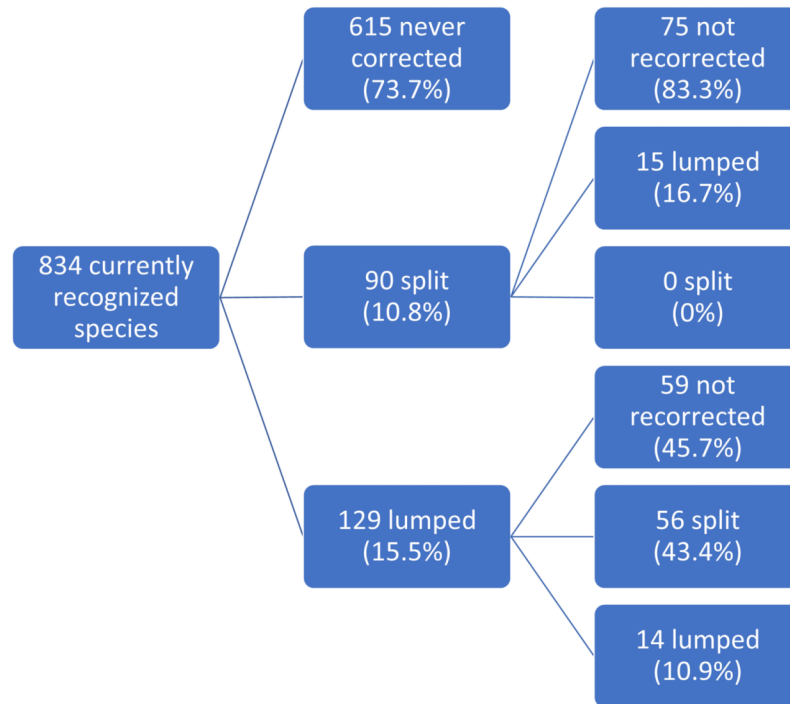 834 currently
recognized
species
615 never
corrected
(73.7%)
90 split
(10.8%)
129 lumped
(15.5%)
75 not
recorrected
(83.3%)
15 lumped
(16.7%)
0 split
(0%)
59 not
recorrected
(45.7%)
56 split
(43.4%)
14 lumped
(10.9%)